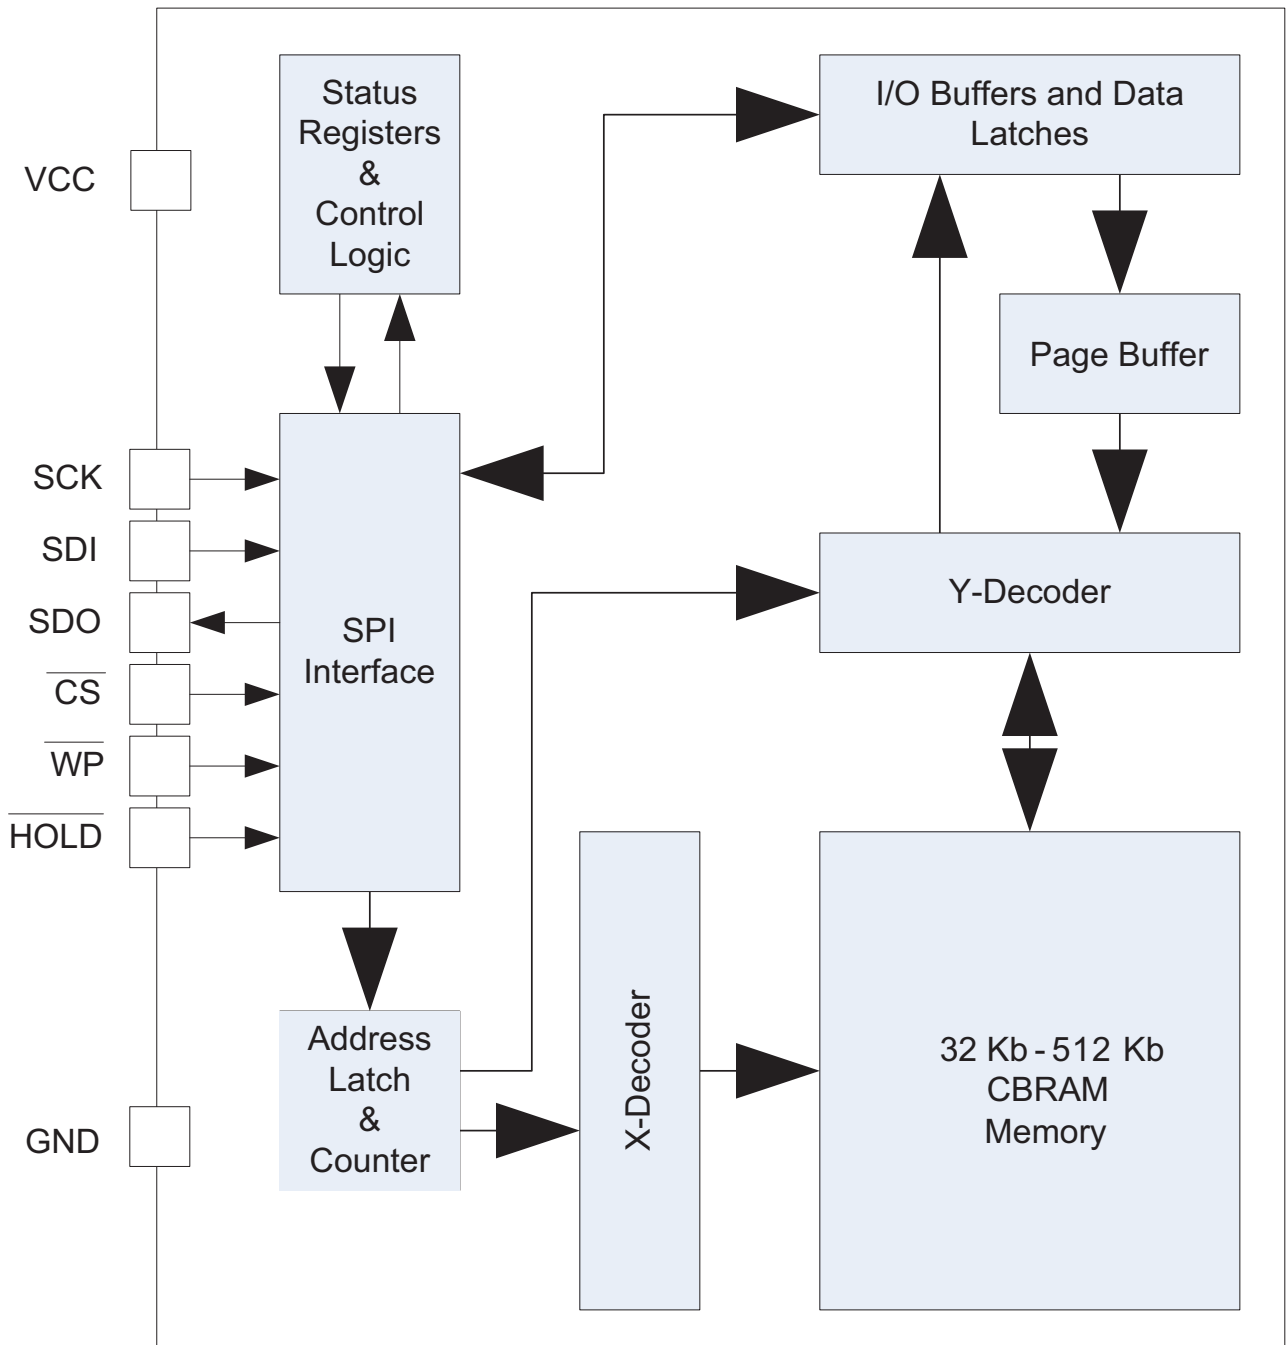 Status
Registers
&
Control
Logic
I/O Buffers and Data
Latches
VCC
Page Buffer
SCK
SDI
SDO
CS
WP
HOLD
SPI
Interface
Y-Decoder
Address
Latch
&
Counter
X-Decoder
32 Kb - 512 Kb
CBRAM
Memory
GND